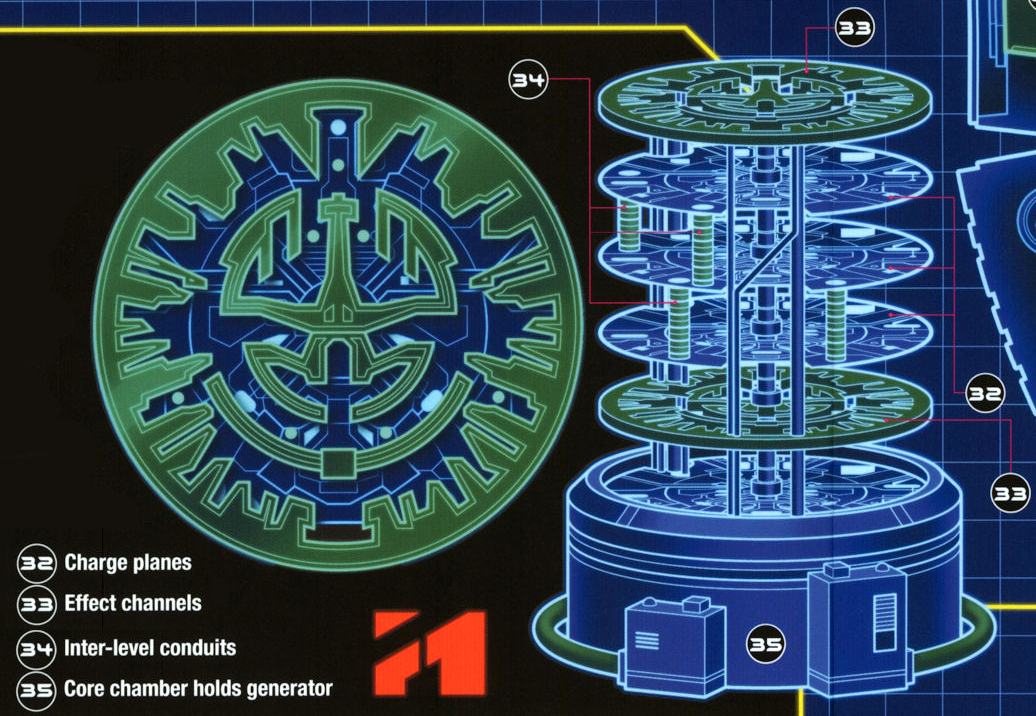 33
34
32
33
32 Charge planes
33 Effect channels
34 Inter-level conduits
35 Core chamber holds generator
35